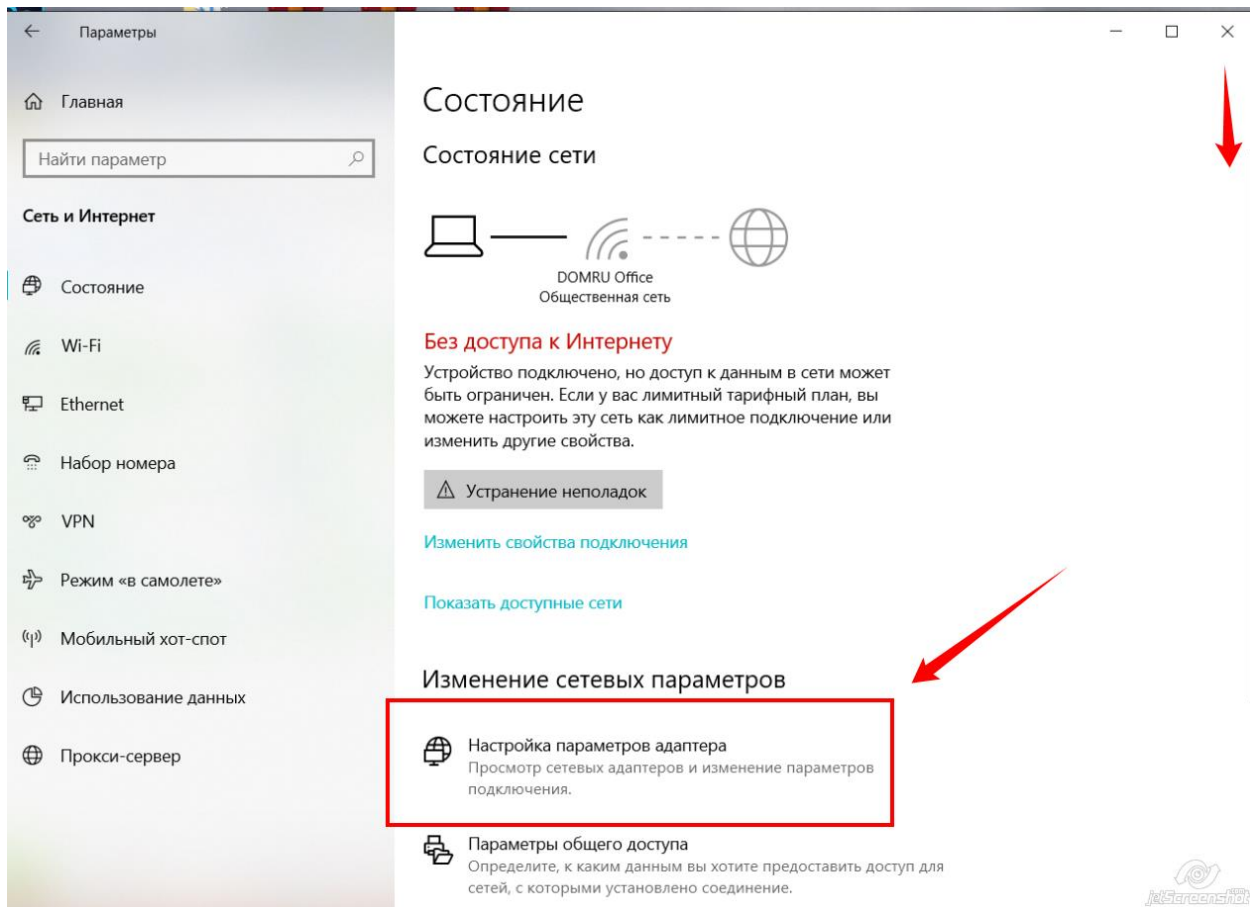 Параметры
Главная
Найти параметр
Сеть и Интернет
Состояние
Wi-Fi
Ethernet
Набор номера
VPN
Режим «в самолете»
Мобильный хот-спот
Использование данных
Прокси-сервер
Состояние
Состояние сети
DOMRU Office
Общественная сеть
Без доступа к Интернету
Устройство подключено, но доступ к данным в сети может
быть ограничен. Если у вас лимитный тарифный план, вы
можете настроить эту сеть как лимитное подключение или
изменить другие свойства.
Устранение неполадок
Изменить свойства подключения
Показать доступные сети
Изменение сетевых параметров
Настройка параметров адаптера
Просмотр сетевых адаптеров и изменение параметров
подключения.
Параметры общего доступа
Определите, к каким данным вы хотите предоставить доступ для
сетей, с которыми установлено соединение.
jetScreenshot.com